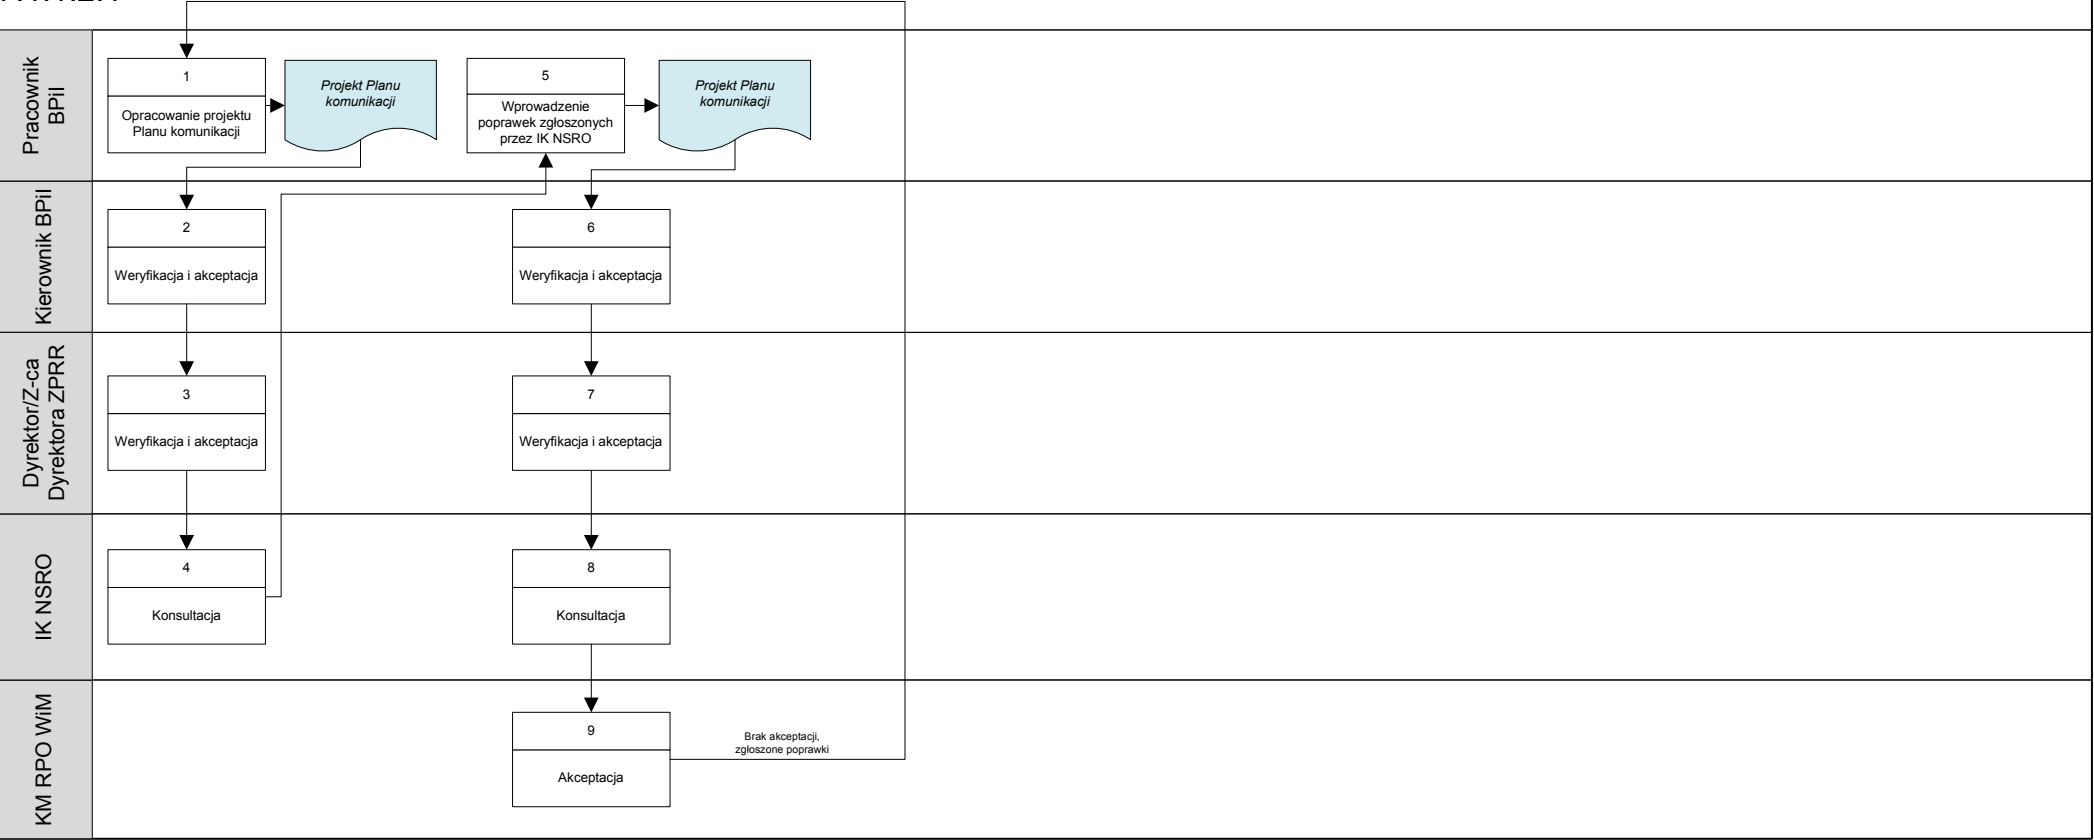 Pracownik
BPiI
1
Opracowanie projektu
Planu komunikacji
Projekt Planu
komunikacji
5
Wprowadzenie
poprawek zgłoszonych
przez IK NSRO
Projekt Planu
komunikacji
Kierownik BPiI
2
Weryfikacja i akceptacja
6
Weryfikacja i akceptacja
Dyrektor/Z-ca
Dyrektora ZPRR
3
Weryfikacja i akceptacja
7
Weryfikacja i akceptacja
IK NSRO
4
Konsultacja
8
Konsultacja
KM RPO WiM
9
Akceptacja
Brak akceptacji,
zgłoszone poprawki